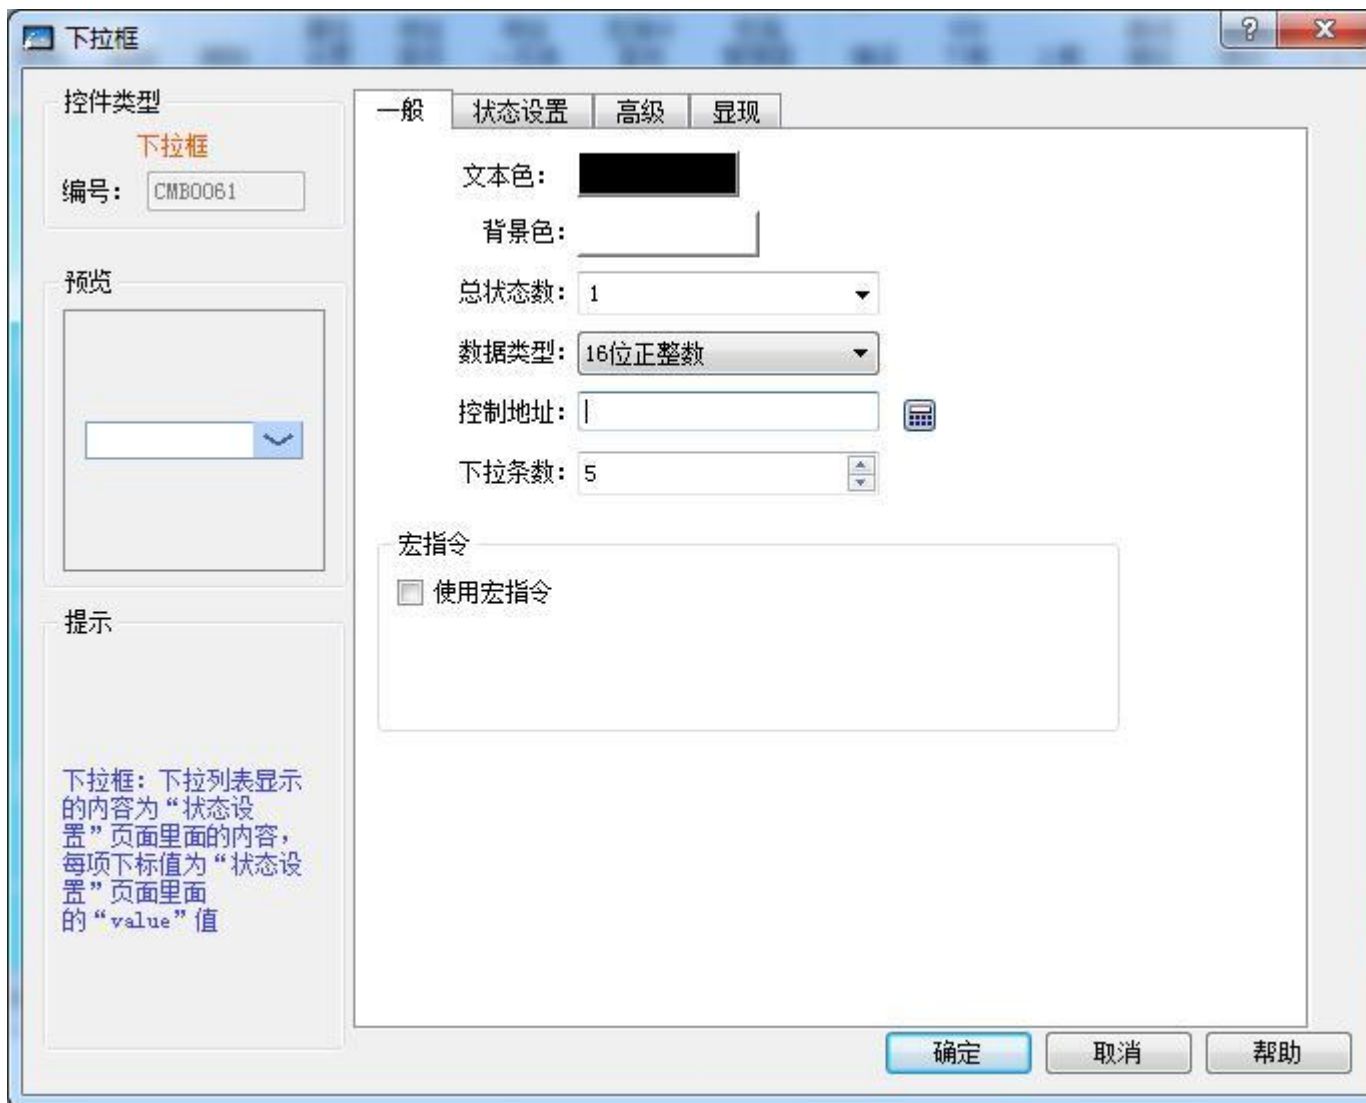 下拉框
控件类型
下拉框
编号： CMB0061
预览
提示
下拉框：下拉列表显示
的内容为“状态设
置”页面里面的内容，
每项下标值为“状态设
置”页面里面
的“value”值
一般 状态设置 高级 显现
文本色：
背景色：
总状态数： 1
数据类型： 16位正整数
控制地址：
下拉条数： 5
宏指令
使用宏指令
确定 取消 帮助